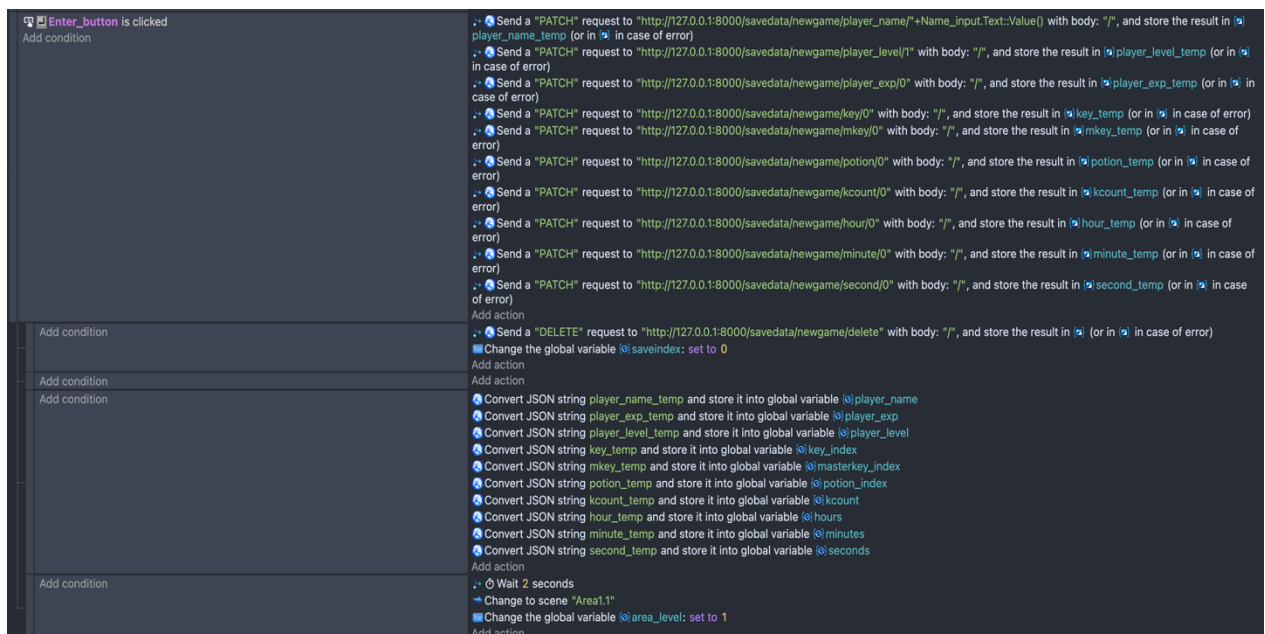 Enter_button is clicked
Add condition
Send a "PATCH" request to "http://127.0.0.1:8000/savedata/newgame/player_name/"+Name_input.Text::Value() with body: "/", and store the result in
player_name_temp (or in in case of error)
Send a "PATCH" request to "http://127.0.0.1:8000/savedata/newgame/player_level/1" with body: "/", and store the result in player_level_temp (or in
in case of error)
Send a "PATCH" request to "http://127.0.0.1:8000/savedata/newgame/player_exp/0" with body: "/", and store the result in player_exp_temp (or in in
case of error)
Send a "PATCH" request to "http://127.0.0.1:8000/savedata/newgame/key/0" with body: "/", and store the result in key_temp (or in in case of error)
Send a "PATCH" request to "http://127.0.0.1:8000/savedata/newgame/mkey/0" with body: "/", and store the result in mkey_temp (or in in case of
error)
Send a "PATCH" request to "http://127.0.0.1:8000/savedata/newgame/potion/0" with body: "/", and store the result in potion_temp (or in in case of
error)
Send a "PATCH" request to "http://127.0.0.1:8000/savedata/newgame/kcount/0" with body: "/", and store the result in kcount_temp (or in in case of
error)
Send a "PATCH" request to "http://127.0.0.1:8000/savedata/newgame/hour/0" with body: "/", and store the result in hour_temp (or in in case of
error)
Send a "PATCH" request to "http://127.0.0.1:8000/savedata/newgame/minute/0" with body: "/", and store the result in minute_temp (or in in case of
error)
Send a "PATCH" request to "http://127.0.0.1:8000/savedata/newgame/second/0" with body: "/", and store the result in second_temp (or in in case
of error)
Add action
Add condition
Send a "DELETE" request to "http://127.0.0.1:8000/savedata/newgame/delete" with body: "/", and store the result in (or in in case of error)
Change the global variable saveindex: set to 0
Add action
Add condition
Add action
Add condition
Convert JSON string player_name_temp and store it into global variable player_name
Convert JSON string player_exp_temp and store it into global variable player_exp
Convert JSON string player_level_temp and store it into global variable player_level
Convert JSON string key_temp and store it into global variable key_index
Convert JSON string mkey_temp and store it into global variable masterkey_index
Convert JSON string potion_temp and store it into global variable potion_index
Convert JSON string kcount_temp and store it into global variable kcount
Convert JSON string hour_temp and store it into global variable hours
Convert JSON string minute_temp and store it into global variable minutes
Convert JSON string second_temp and store it into global variable seconds
Add action
Add condition
Wait 2 seconds
Change to scene "Area1.1"
Change the global variable area_level: set to 1
Add action